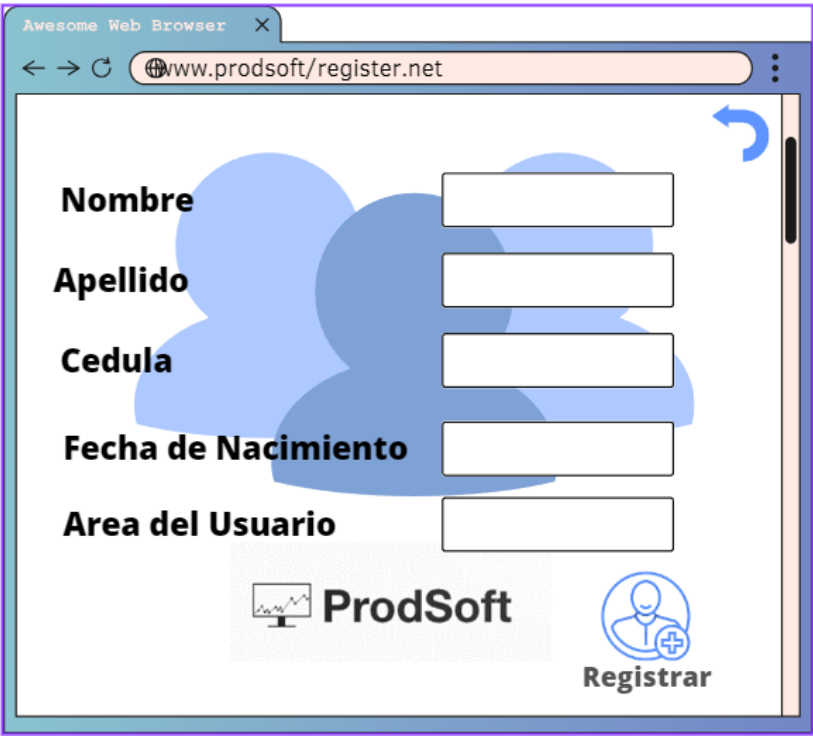 Awesome Web Browser
www.prodsoft/register.net
Nombre
Apellido
Cedula
Fecha de Nacimiento
Area del Usuario
ProdSoft
Registrar